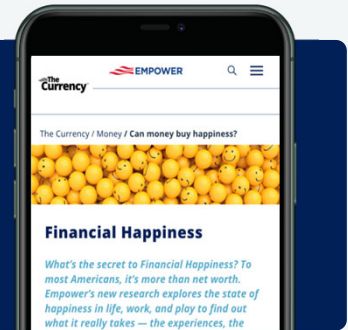 The
Currency
EMPOWER
The Currency / Money / Can money buy happiness?
Financial Happiness
What's the secret to Financial Happiness? To
most Americans, it's more than net worth.
Empower's new research explores the state of
happiness in life, work, and play to find out
what it really takes — the experiences, the